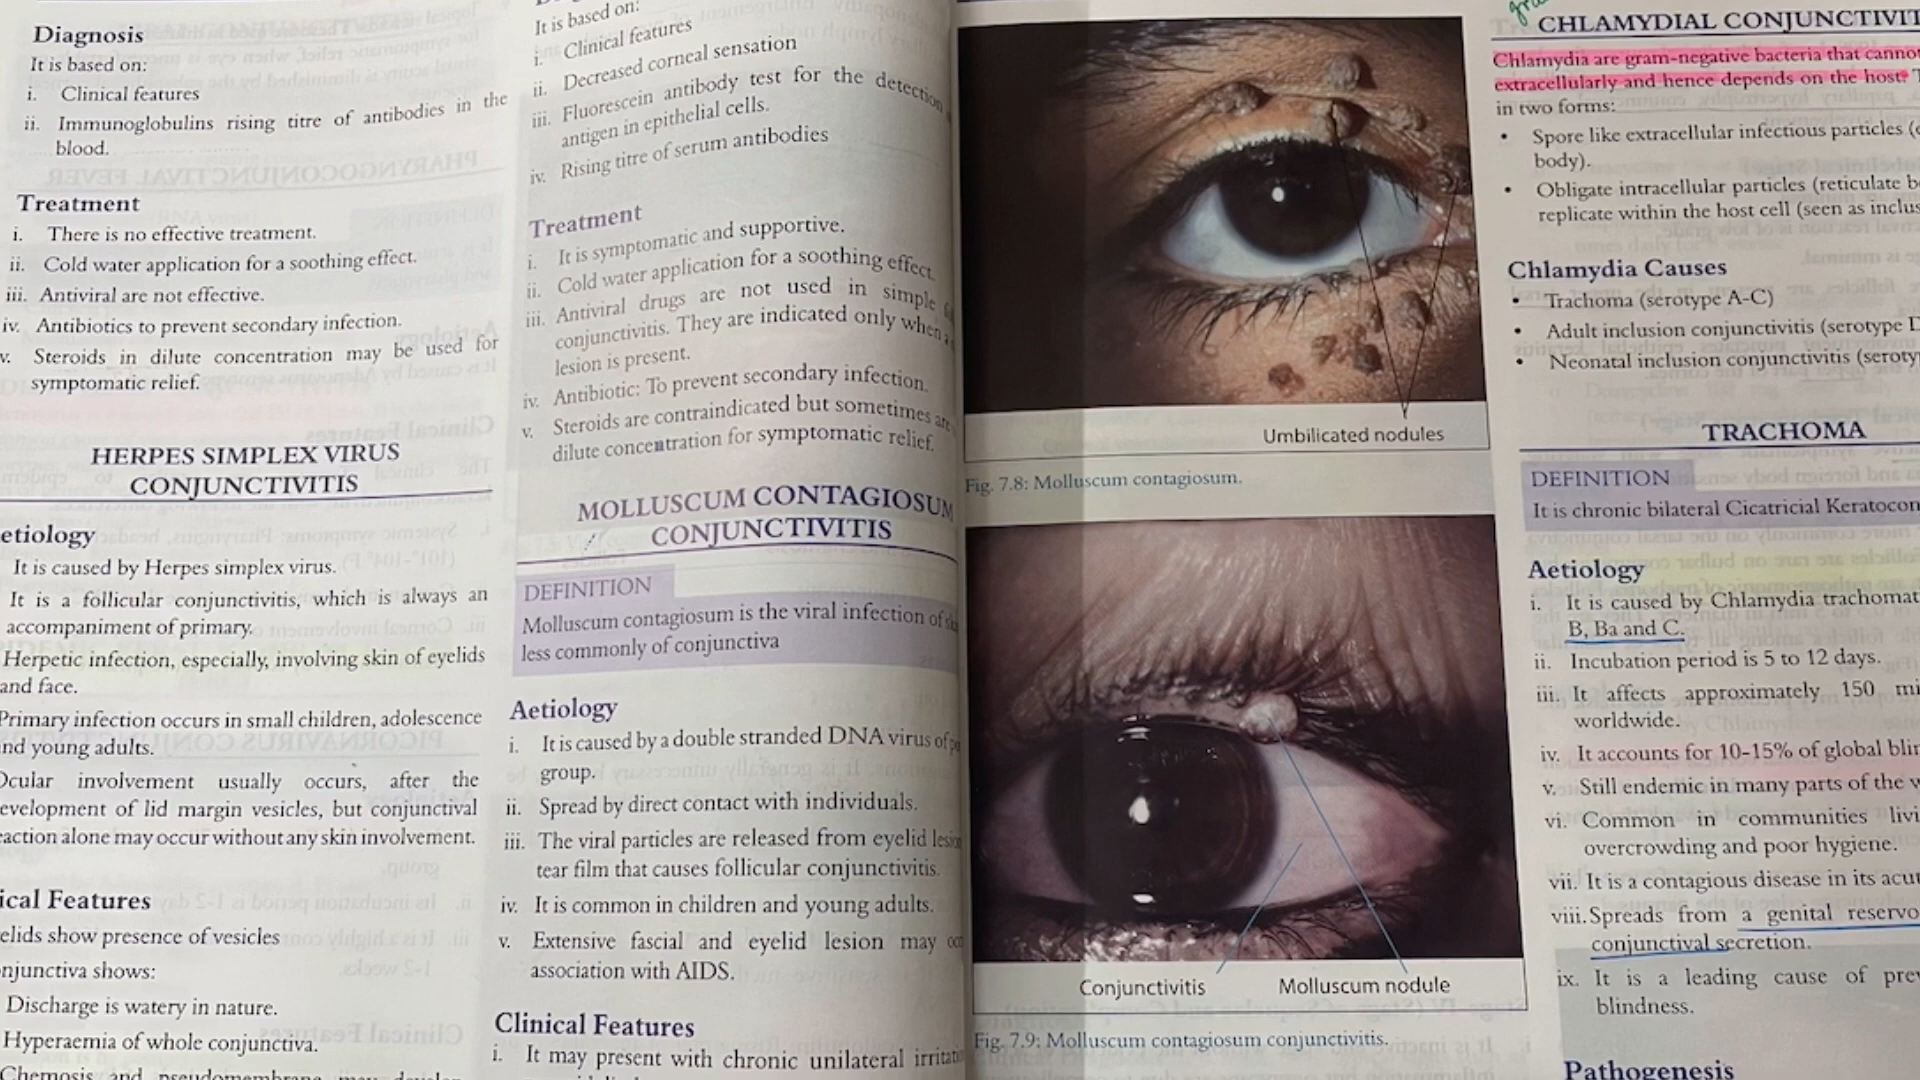 Diagnosis
It is based on:
i. Clinical features
ii. Immunoglobulins rising titre of antibodies in the
blood.
Treatment
i. There is no effective treatment.
ii. Cold water application for a soothing effect.
iii. Antiviral are not effective.
iv. Antibiotics to prevent secondary infection.
v. Steroids in dilute concentration may be used for
symptomatic relief.
HERPES SIMPLEX VIRUS
CONJUNCTIVITIS
etiology
It is caused by Herpes simplex virus.
It is a follicular conjunctivitis, which is always an
accompaniment of primary.
Herpetic infection, especially, involving skin of eyelids
and face.
Primary infection occurs in small children, adolescence
nd young adults.
Ocular involvement usually occurs, after the
evelopment of lid margin vesicles, but conjunctival
action alone may occur without any skin involvement.
ical Features
elids show presence of vesicles
njunctiva shows:
Discharge is watery in nature.
Hyperaemia of whole conjunctiva.
Chemosis and pseudomembrane may develop
It is based on:
i. Clinical features
ii. Decreased corneal sensation
iii. Fluorescein antibody test for the detection
antigen in epithelial cells.
iv. Rising titre of serum antibodies
Treatment
i. It is symptomatic and supportive.
ii. Cold water application for a soothing effect.
iii. Antiviral drugs are not used in simple
conjunctivitis. They are indicated only when
lesion is present.
iv. Antibiotic: To prevent secondary infection.
v. Steroids are contraindicated but sometimes are
dilute concentration for symptomatic relief.
MOLLUSCUM CONTAGIOSUM
CONJUNCTIVITIS
DEFINITION
Molluscum contagiosum is the viral infection of
less commonly of conjunctiva
Aetiology
i. It is caused by a double stranded DNA virus of
group.
ii. Spread by direct contact with individuals.
iii. The viral particles are released from eyelid
tear film that causes follicular conjunctivitis.
iv. It is common in children and young adults.
v. Extensive fascial and eyelid lesion may
association with AIDS.
Clinical Features
i. It may present with chronic unilateral
Umbilicated nodules
Fig. 7.8: Molluscum contagiosum.
Conjunctivitis Molluscum nodule
Fig. 7.9: Molluscum contagiosum conjunctivitis.
CHLAMYDIAL CONJUNCTIVIT
Chlamydia are gram-negative bacteria that cannot
extracellularly and hence depends on the host.
in two forms:
• Spore like extracellular infectious particles
body).
• Obligate intracellular particles (reticulate
replicate within the host cell (seen as
Chlamydia Causes
• Trachoma (serotype A-C)
• Adult inclusion conjunctivitis (serotype
• Neonatal inclusion conjunctivitis
TRACHOMA
DEFINITION
It is chronic bilateral Cicatricial Keratocon
Aetiology
i. It is caused by Chlamydia trachomat
B, Ba and C.
ii. Incubation period is 5 to 12 days.
iii. It affects approximately 150 mi
worldwide.
iv. It accounts for 10-15% of global
v. Still endemic in many parts of the
vi. Common in communities livi
overcrowding and poor hygiene.
vii. It is a contagious disease in its
viii. Spreads from a genital reservo
conjunctival secretion.
ix. It is a leading cause of prev
blindness.
Pathogenesis